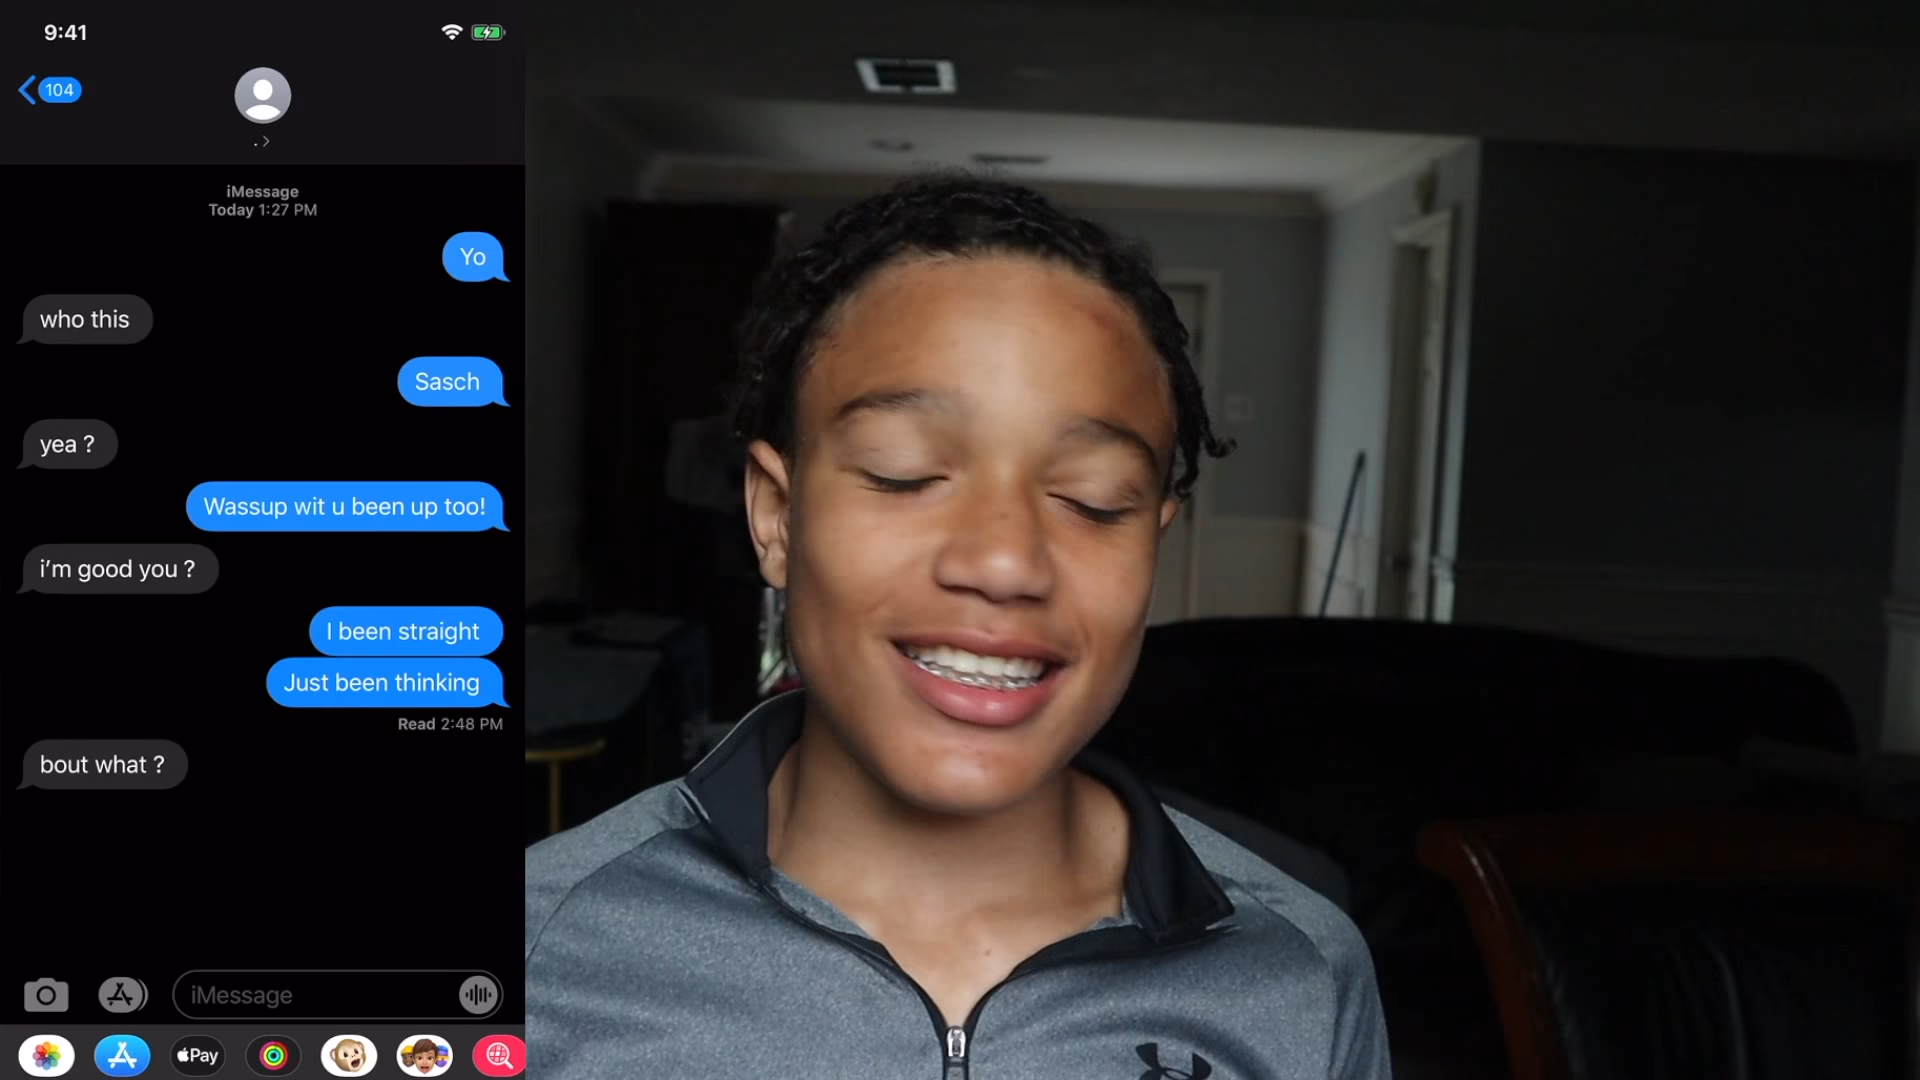 9:41
104
. >
iMessage
Today 1:27 PM
Yo
who this
Sasch
yea ?
Wassup wit u been up too!
i’m good you ?
I been straight
Just been thinking
Read 2:48 PM
bout what ?
iMessage
Pay